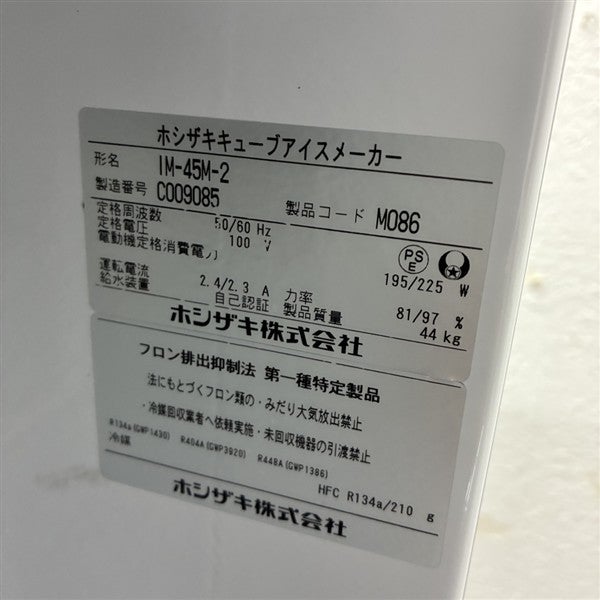 ホシザキキューブアイスメーカー
形名 IM-45M-2
製造番号 C009085 製品コード M086
定格周波数 50/60 Hz
定格電圧 100 V
電動機定格消費電力 195/225 W
運転電流 2.4/2.3 A 力率 81/97 %
給水装置 自己認証 製品質量 44 kg
PS
E
ホシザキ株式会社
フロン排出抑制法 第一種特定製品
法にもとづくフロン類の・みだり大気放出禁止
・冷媒回収業者へ依頼実施・未回収機器の引渡禁止
R134a(GWP1430) R404A(GWP3920) R448A(GWP1386)
冷媒 HFC R134a/210 g
ホシザキ株式会社